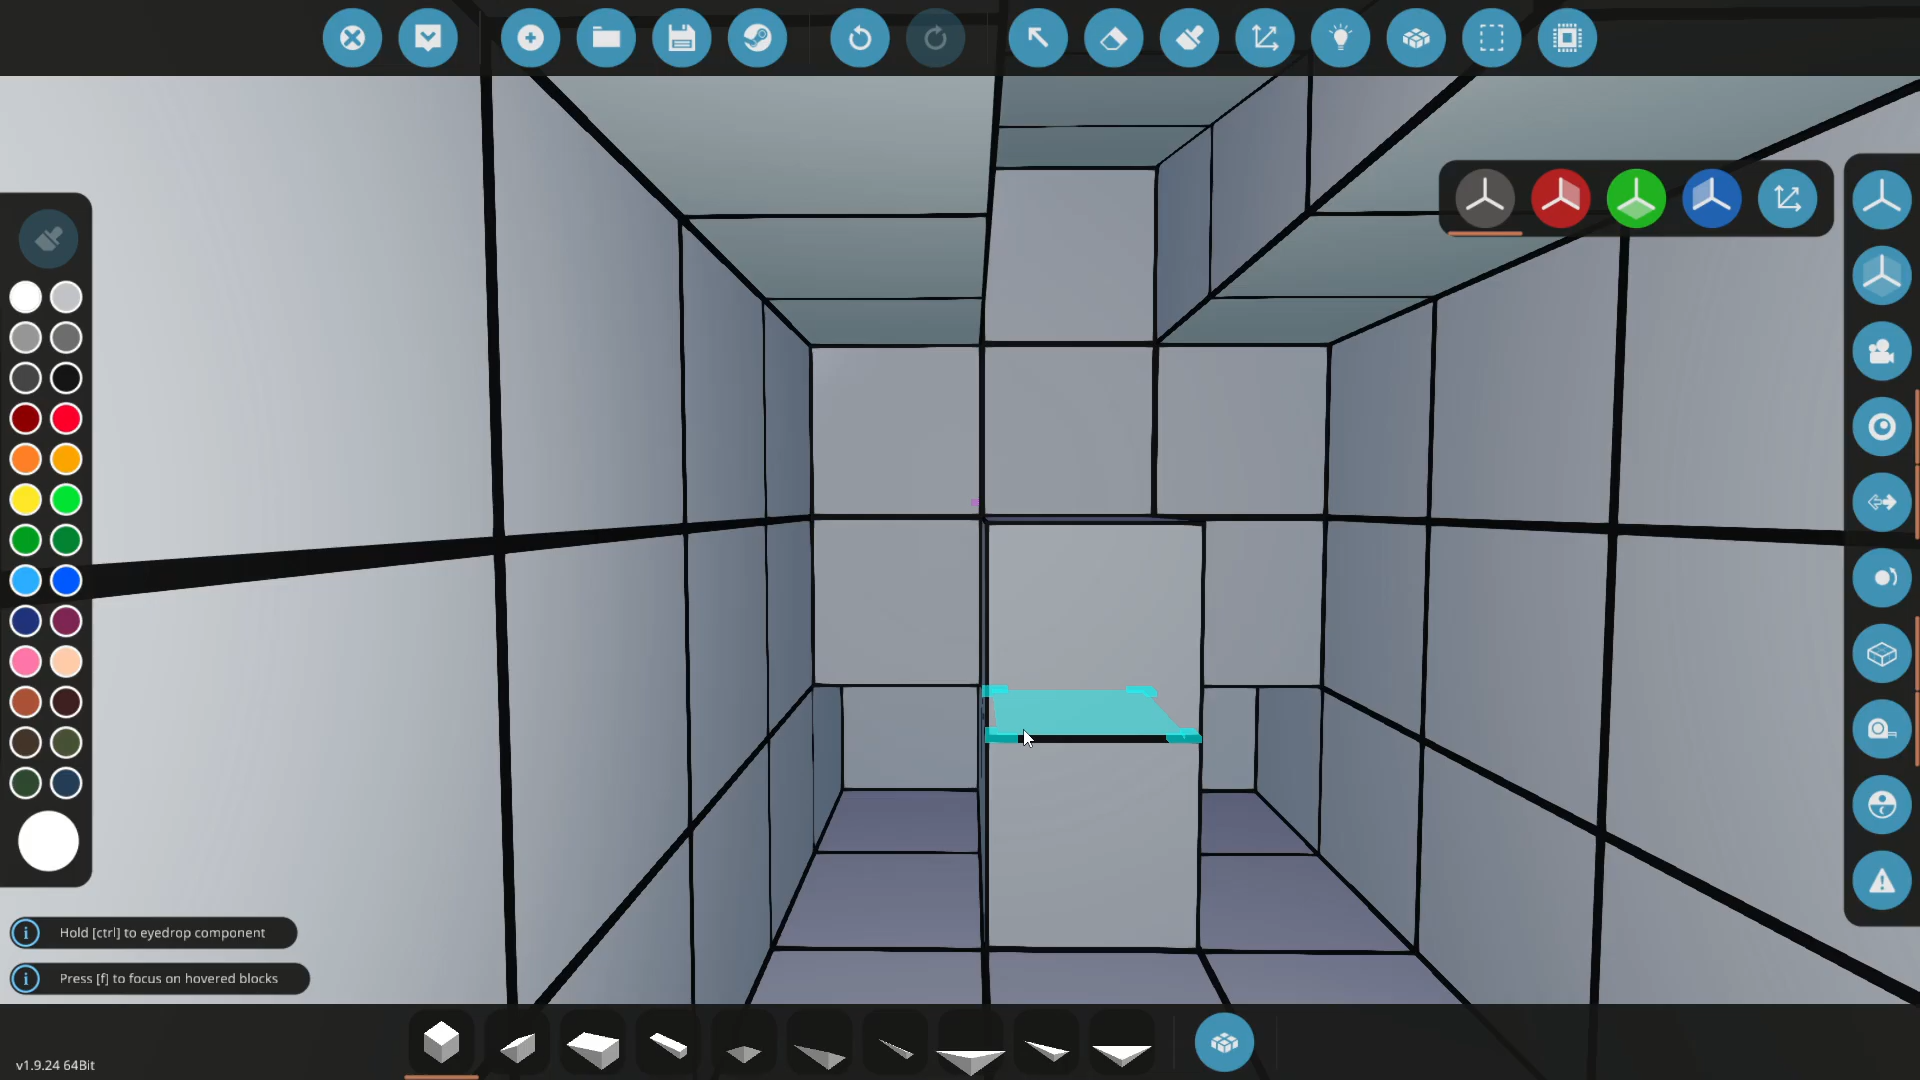 Hold [ctrl] to eyedrop component
Press [f] to focus on hovered blocks
v1.9.24 64Bit